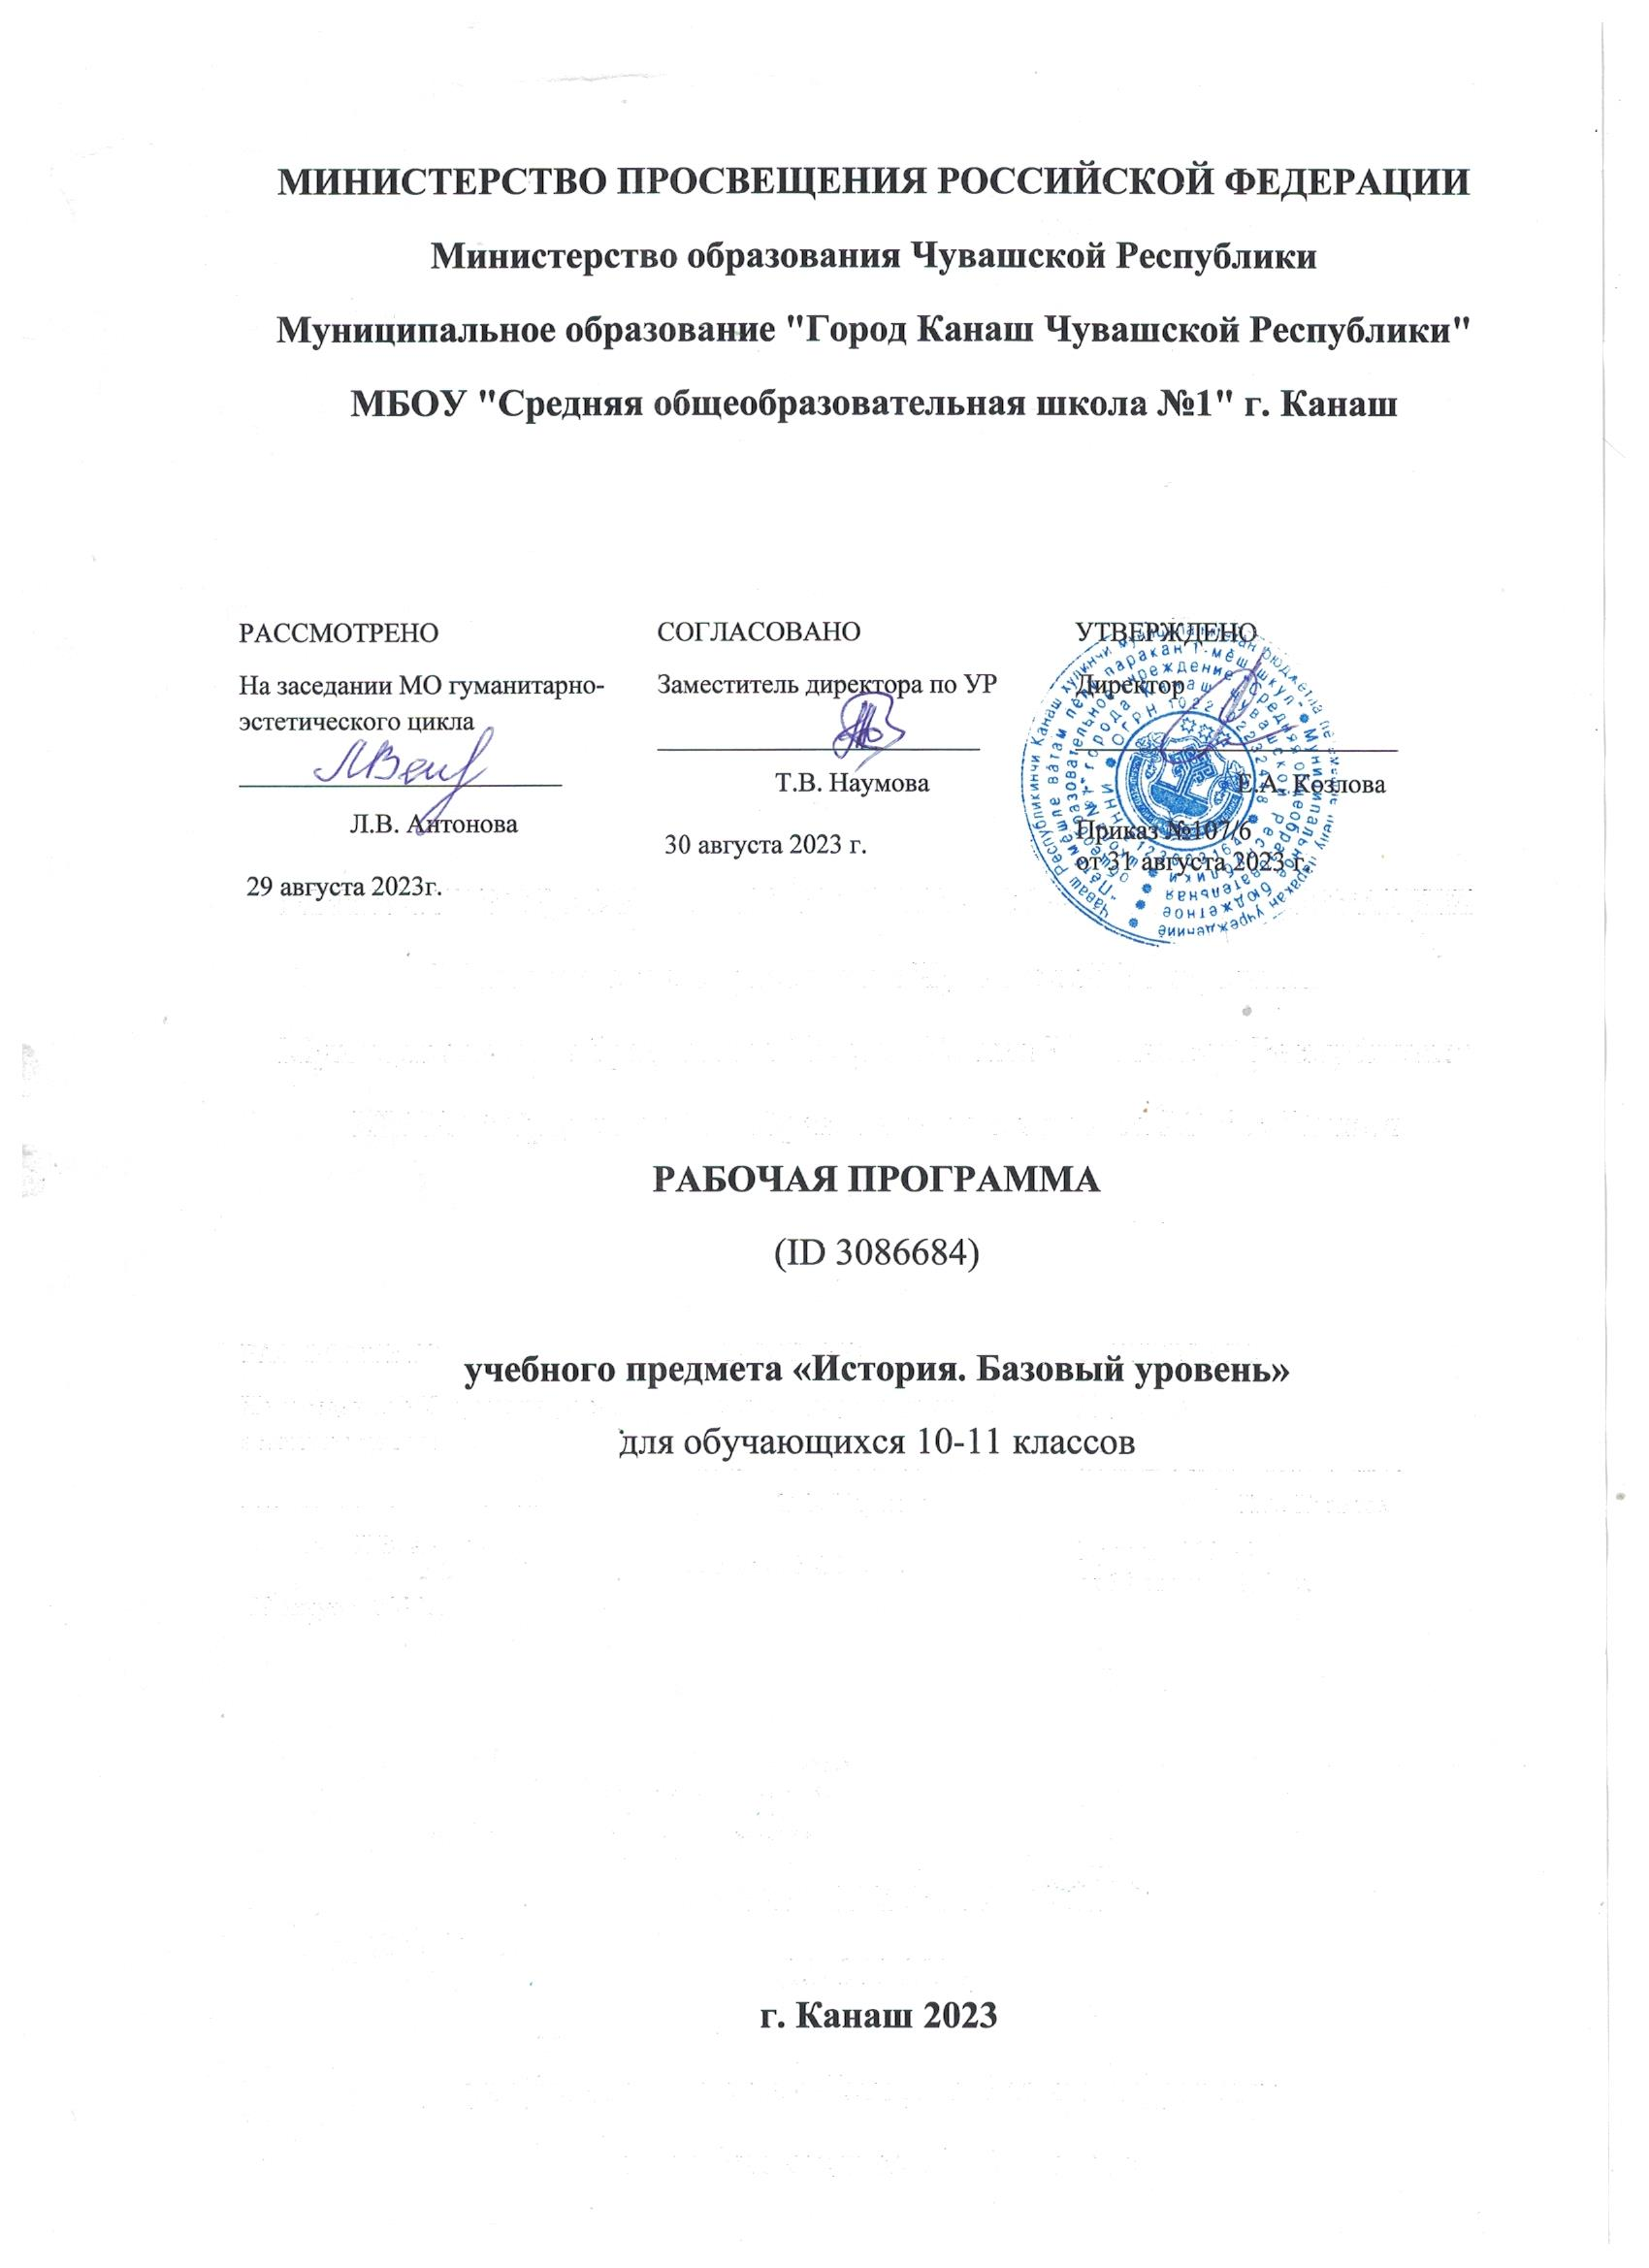 МИНИСТЕРСТВО ПРОСВЕЩЕНИЯ РОССИЙСКОЙ ФЕДЕРАЦИИ
Министерство образования Чувашской Республики
Муниципальное образование "Город Канаш Чувашской Республики"
МБОУ "Средняя общеобразовательная школа №1" г. Канаш
РАССМОТРЕНО
На заседании МО гуманитарно-
эстетического цикла
Л.В. Антонова
29 августа 2023г.
СОГЛАСОВАНО
Заместитель директора по УР
Т.В. Наумова
30 августа 2023 г.
УТВЕРЖДЕНО
Директор
Е.А. Козлова
Приказ №107/6
от 31 августа 2023 г.
РАБОЧАЯ ПРОГРАММА
(ID 3086684)
учебного предмета «История. Базовый уровень»
для обучающихся 10-11 классов
г. Канаш 2023